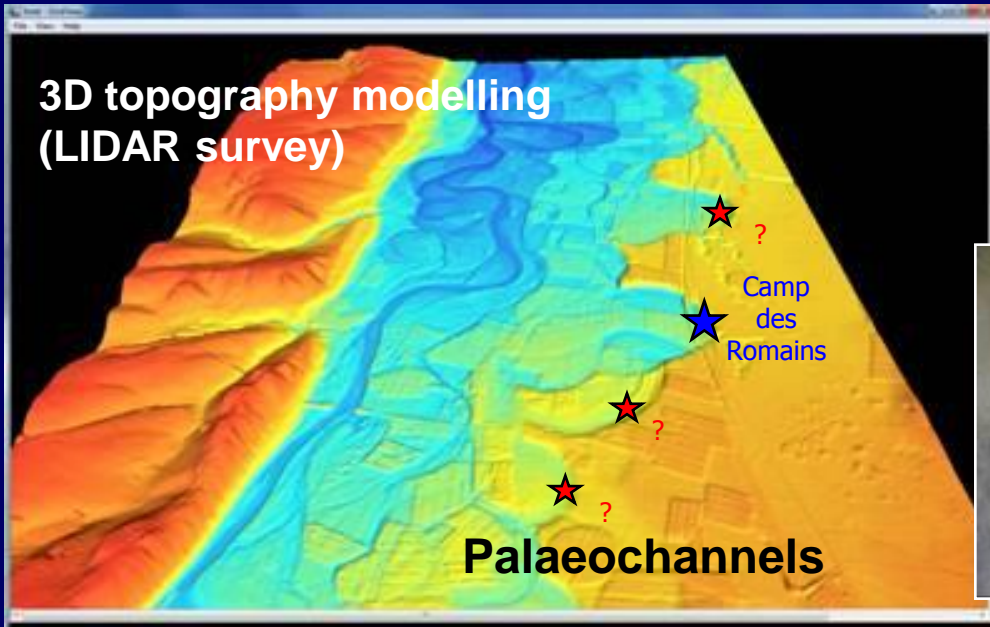 3D topography modelling
(LIDAR survey)
?
Camp
des
Romains
?
?
Palaeochannels